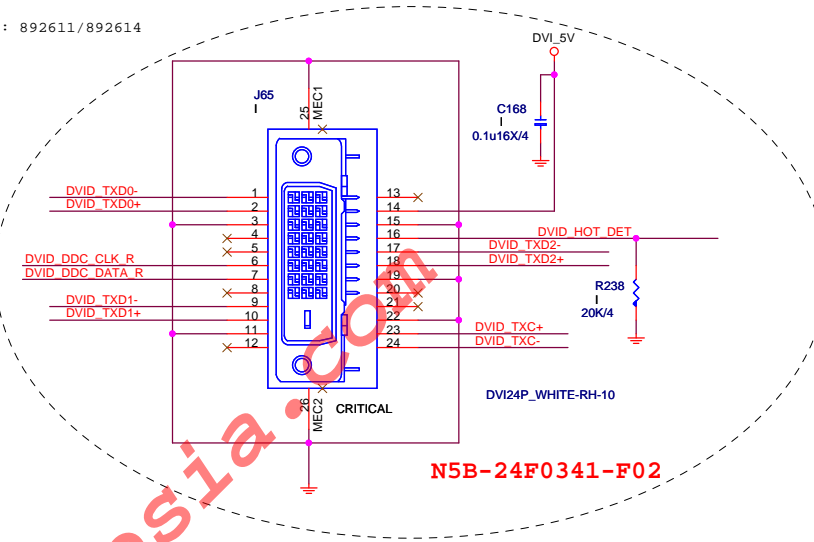 : 892611/892614
DVI_5V
J65
I
25
MEC1
C168
I
0.1u16X/4
DVID_TXD0- 1
DVID_TXD0+ 2
3
4
5
DVID_DDC_CLK_R 6
DVID_DDC_DATA_R 7
8
DVID_TXD1- 9
DVID_TXD1+ 10
11
12
13
14
15
16 DVID_HOT_DET
17 DVID_TXD2-
18 DVID_TXD2+
19
20
21
22
23 DVID_TXC+
24 DVID_TXC-
R238
I
20K/4
26
MEC2
CRITICAL
DVI24P_WHITE-RH-10
N5B-24F0341-F02
esia.com